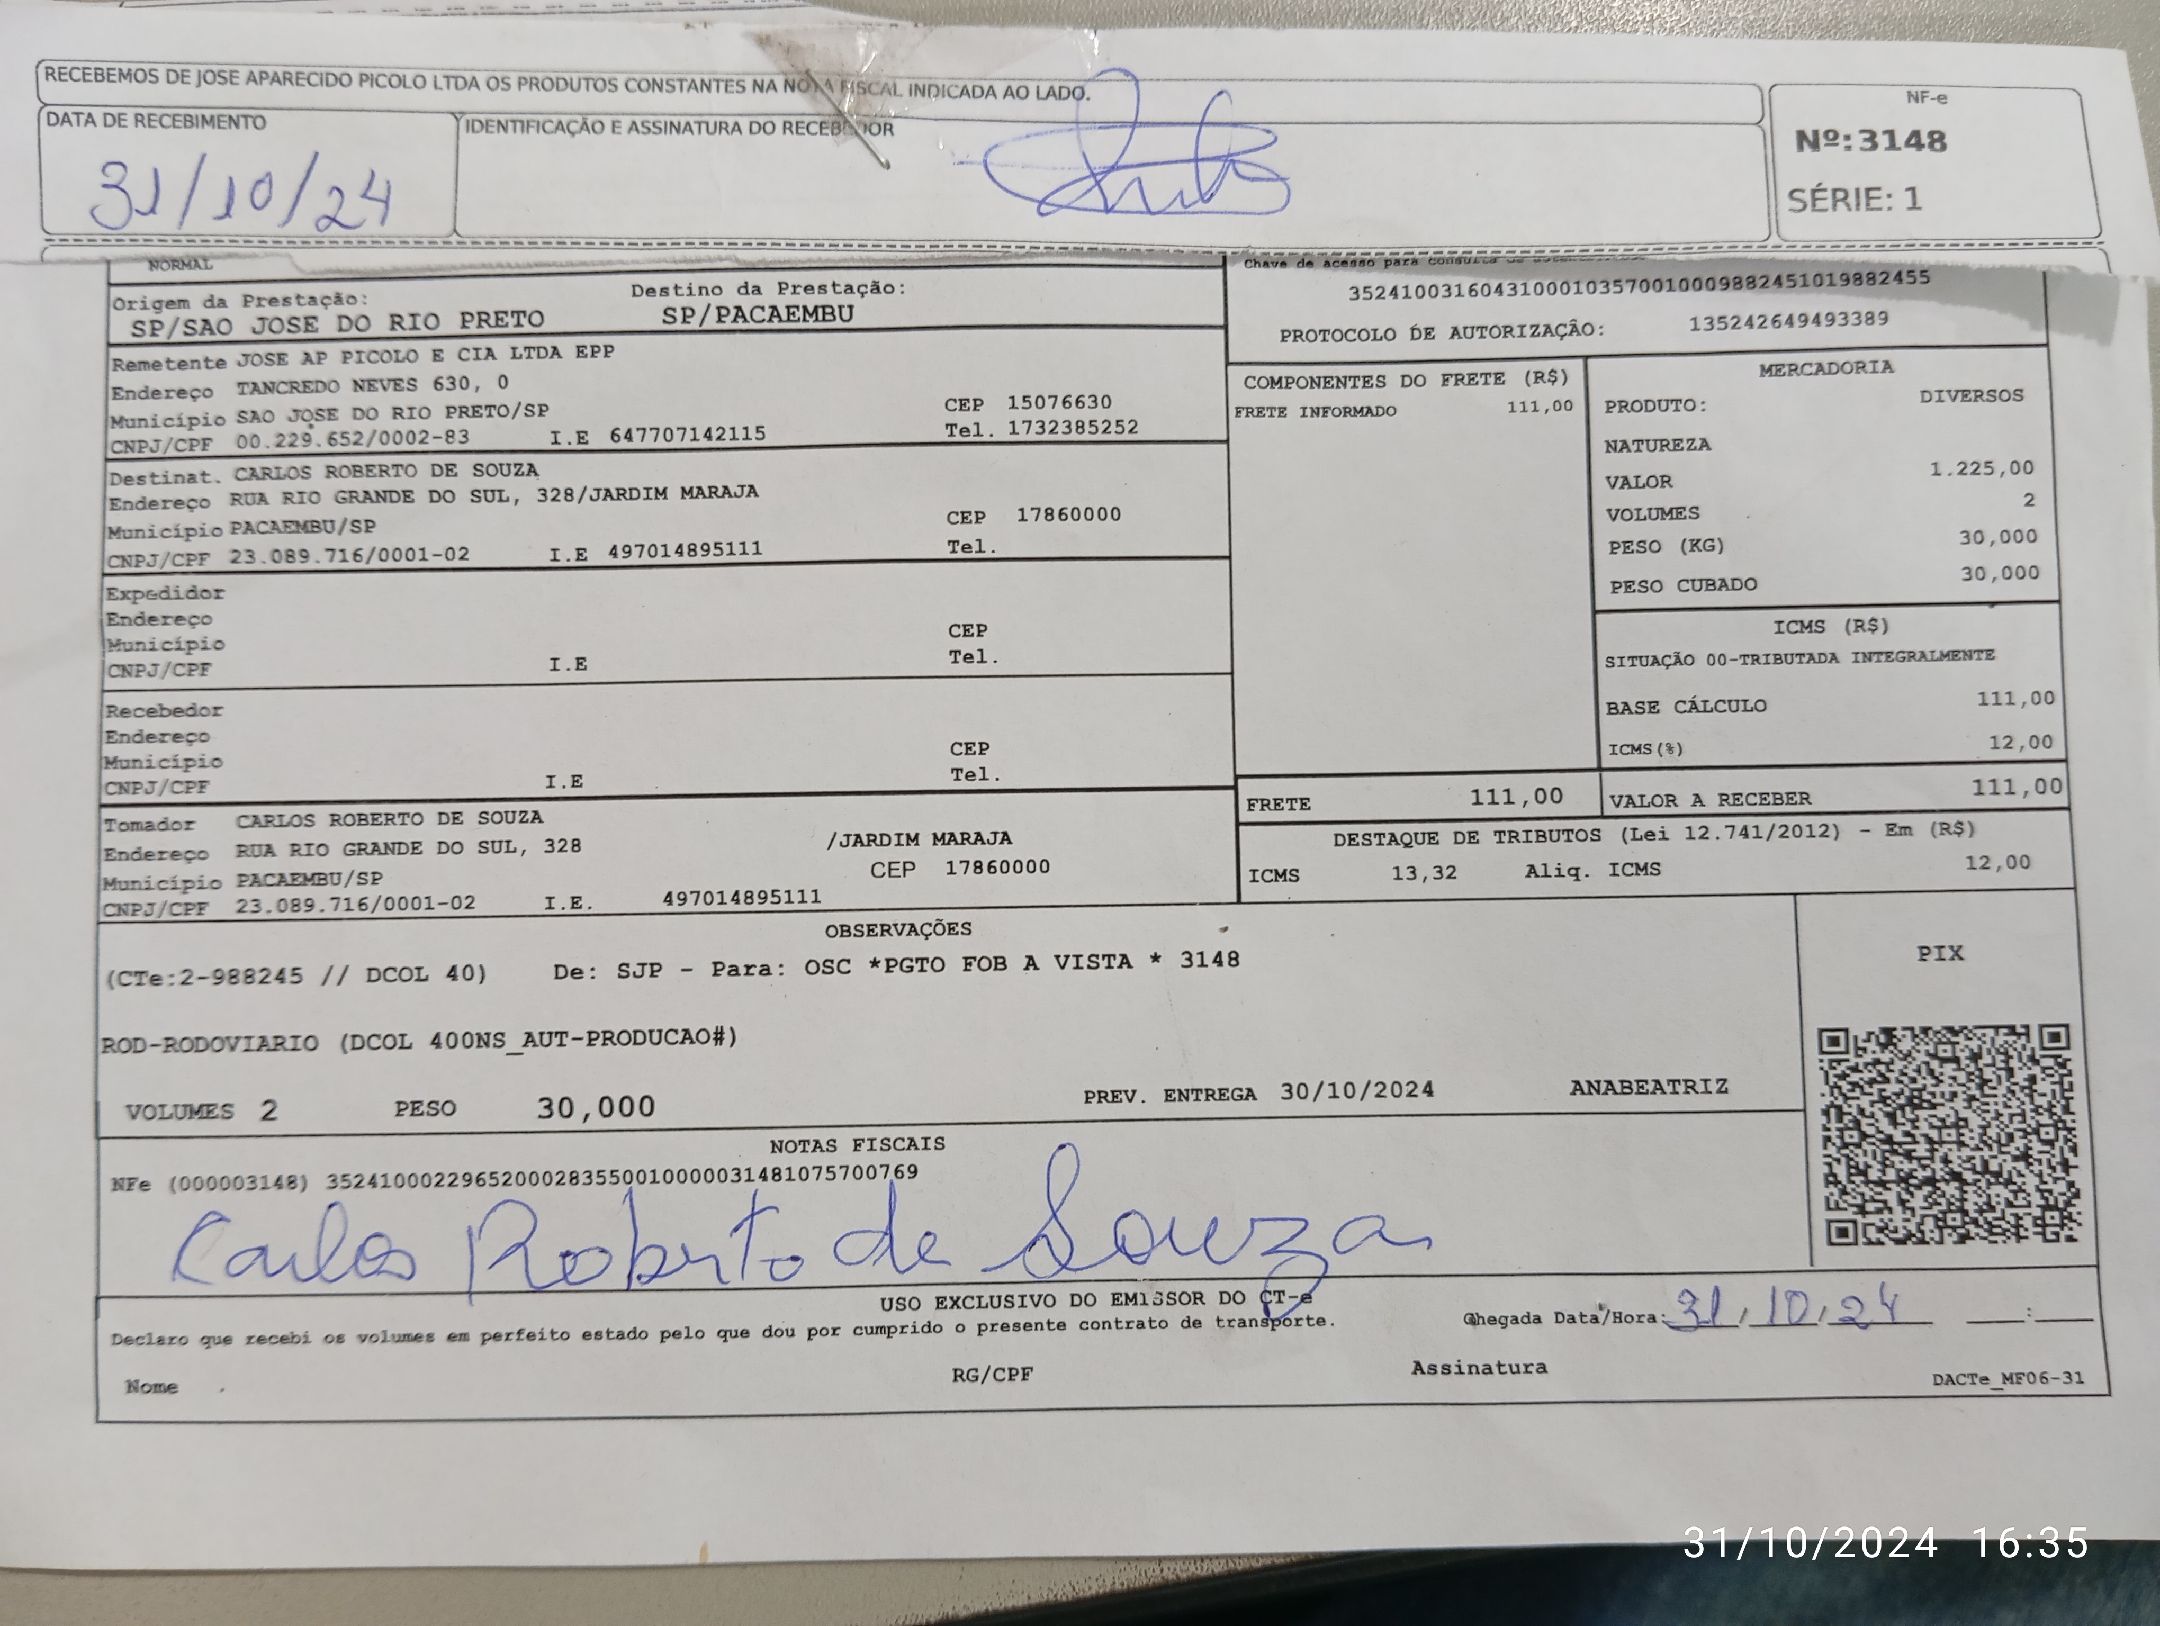 RECEBEMOS DE JOSE APARECIDO PICOLO LTDA OS PRODUTOS CONSTANTES NA NOTA FISCAL INDICADA AO LADO.
DATA DE RECEBIMENTO
31/10/24
IDENTIFICAÇÃO E ASSINATURA DO RECEBEDOR
NF-e
Nº:3148
SÉRIE: 1
NORMAL
Origem da Prestação:
SP/SAO JOSE DO RIO PRETO
Destino da Prestação:
SP/PACAEMBU
Chave de acesso para consulta de
35241003160431000103570010009882451019882455
PROTOCOLO DE AUTORIZAÇÃO: 135242649493389
Remetente JOSE AP PICOLO E CIA LTDA EPP
Endereço TANCREDO NEVES 630, 0
Município SAO JOSE DO RIO PRETO/SP CEP 15076630
CNPJ/CPF 00.229.652/0002-83 I.E 647707142115 Tel. 1732385252
Destinat. CARLOS ROBERTO DE SOUZA
Endereço RUA RIO GRANDE DO SUL, 328/JARDIM MARAJA
Município PACAEMBU/SP CEP 17860000
CNPJ/CPF 23.089.716/0001-02 I.E 497014895111 Tel.
Expedidor
Endereço
Município CEP
CNPJ/CPF I.E Tel.
Recebedor
Endereço
Município CEP
CNPJ/CPF I.E Tel.
Tomador CARLOS ROBERTO DE SOUZA
Endereço RUA RIO GRANDE DO SUL, 328 /JARDIM MARAJA
Município PACAEMBU/SP CEP 17860000
CNPJ/CPF 23.089.716/0001-02 I.E. 497014895111
COMPONENTES DO FRETE (R$)
FRETE INFORMADO 111,00
MERCADORIA
PRODUTO: DIVERSOS
NATUREZA
VALOR 1.225,00
VOLUMES 2
PESO (KG) 30,000
PESO CUBADO 30,000
ICMS (R$)
SITUAÇÃO 00-TRIBUTADA INTEGRALMENTE
BASE CÁLCULO 111,00
ICMS(%) 12,00
FRETE 111,00
VALOR A RECEBER 111,00
DESTAQUE DE TRIBUTOS (Lei 12.741/2012) - Em (R$)
ICMS 13,32 Aliq. ICMS 12,00
OBSERVAÇÕES
(CTe:2-988245 // DCOL 40) De: SJP - Para: OSC *PGTO FOB A VISTA * 3148
ROD-RODOVIARIO (DCOL 400NS_AUT-PRODUCAO#)
VOLUMES 2 PESO 30,000 PREV. ENTREGA 30/10/2024 ANABEATRIZ
PIX
NOTAS FISCAIS
NFe (000003148) 35241000229652000283550010000031481075700769
Carlos Roberto de Souza
USO EXCLUSIVO DO EMISSOR DO CT-e
Declaro que recebi os volumes em perfeito estado pelo que dou por cumprido o presente contrato de transporte.
Chegada Data/Hora: 31/10/24 __:__
Nome RG/CPF Assinatura
DACTe_MF06-31
31/10/2024 16:35